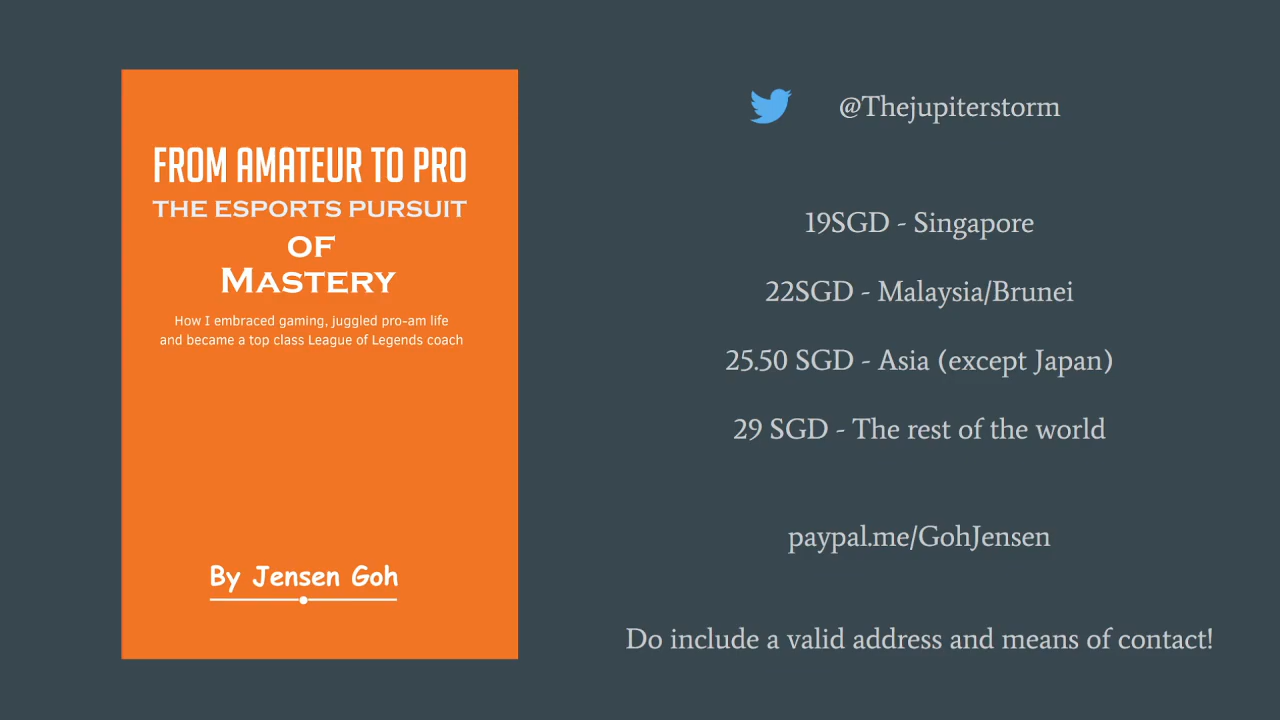 FROM AMATEUR TO PRO
THE ESPORTS PURSUIT
OF
MASTERY
How I embraced gaming, juggled pro-am life
and became a top class League of Legends coach
By Jensen Goh
@Thejupiterstorm
19SGD - Singapore
22SGD - Malaysia/Brunei
25.50 SGD - Asia (except Japan)
29 SGD - The rest of the world
paypal.me/GohJensen
Do include a valid address and means of contact!